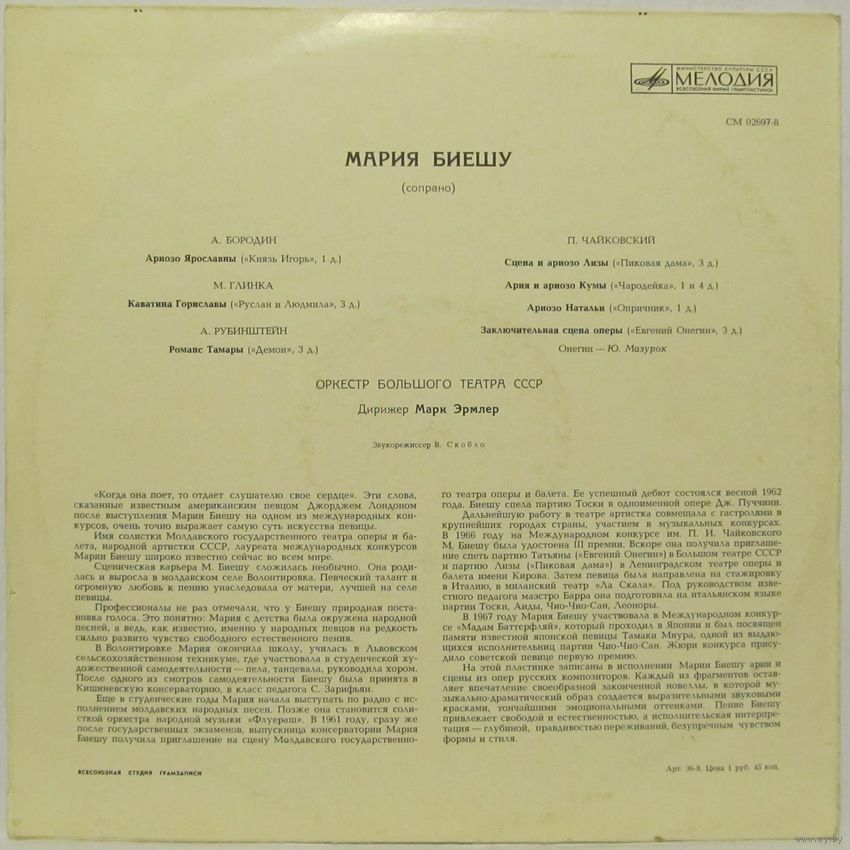 МИНИСТЕРСТВО КУЛЬТУРЫ СССР
МЕЛОДИЯ
ВСЕСОЮЗНАЯ ФИРМА ГРАМПЛАСТИНОК
СМ 02697-8
МАРИЯ БИЕШУ
(сопрано)
А. БОРОДИН
Ариозо Ярославны («Князь Игорь», 1 д.)
М. ГЛИНКА
Каватина Гориславы («Руслан и Людмила», 3 д.)
А. РУБИНШТЕЙН
Романс Тамары («Демон», 3 д.)
П. ЧАЙКОВСКИЙ
Сцена и ариозо Лизы («Пиковая дама», 3 д.)
Ария и ариозо Кумы («Чародейка», 1 и 4 д.)
Ариозо Натальи («Опричник», 1 д.)
Заключительная сцена оперы («Евгений Онегин», 3 д.)
Онегин — Ю. Мазурок
ОРКЕСТР БОЛЬШОГО ТЕАТРА СССР
Дирижер Марк Эрмлер
Звукорежиссер В. Скобло
«Когда она поет, то отдает слушателю свое сердце». Эти слова,
сказанные известным американским певцом Джорджем Лондоном
после выступления Марии Биешу на одном из международных кон-
курсов, очень точно выражает самую суть искусства певицы.
Имя солистки Молдавского государственного театра оперы и ба-
лета, народной артистки СССР, лауреата международных конкурсов
Марии Биешу широко известно сейчас во всем мире.
Сценическая карьера М. Биешу сложилась необычно. Она роди-
лась и выросла в молдавском селе Волонтировка. Певческий талант и
огромную любовь к пению унаследовала от матери, лучшей на селе
певицы.
Профессионалы не раз отмечали, что у Биешу природная поста-
новка голоса. Это понятно: Мария с детства была окружена народной
песней, а ведь, как известно, именно у народных певцов на редкость
сильно развито чувство свободного естественного пения.
В Волонтировке Мария окончила школу, училась в Львовском
сельскохозяйственном техникуме, где участвовала в студенческой ху-
дожественной самодеятельности — пела, танцевала, руководила хором.
После одного из смотров самодеятельности Биешу была принята в
Кишиневскую консерваторию, в класс педагога С. Зарифьян.
Еще в студенческие годы Мария начала выступать по радио с ис-
полнением молдавских народных песен. Позже она становится соли-
сткой оркестра народной музыки «Флуераш». В 1961 году, сразу же
после государственных экзаменов, выпускница консерватории Мария
Биешу получила приглашение на сцену Молдавского государственно-
го театра оперы и балета. Ее успешный дебют состоялся весной 1962
года. Биешу спела партию Тоски в одноименной опере Дж. Пуччини.
Дальнейшую работу в театре артистка совмещала с гастролями в
крупнейших городах страны, участием в музыкальных конкурсах.
В 1966 году на Международном конкурсе им. П. И. Чайковского
М. Биешу была удостоена III премии. Вскоре она получила приглаше-
ние спеть партию Татьяны («Евгений Онегин») в Большом театре СССР
и партию Лизы («Пиковая дама») в Ленинградском театре оперы и
балета имени Кирова. Затем певица была направлена на стажировку
в Италию, в миланский театр «Ла Скала». Под руководством изве-
стного педагога маэстро Барра она подготовила на итальянском языке
партии Тоски, Аиды, Чио-Чио-Сан, Леоноры.
В 1967 году Мария Биешу участвовала в Международном конкур-
се «Мадам Баттерфляй», который проходил в Японии и был посвящен
памяти известной японской певицы Тамаки Миура, одной из выдаю-
щихся исполнительниц партии Чио-Чио-Сан. Жюри конкурса прису-
дило советской певице первую премию.
На этой пластинке записаны в исполнении Марии Биешу арии и
сцены из опер русских композиторов. Каждый из фрагментов остав-
ляет впечатление своеобразной законченной новеллы, в которой му-
зыкально-драматический образ создается выразительными звуковыми
красками, тончайшими эмоциональными оттенками. Пение Биешу
привлекает свободой и естественностью, а исполнительская интерпре-
тация — глубиной, правдивостью переживаний, безупречным чувством
формы и стиля.
ВСЕСОЮЗНАЯ СТУДИЯ ГРАМЗАПИСИ
Арт. 36-8. Цена 1 руб. 45 коп.
www.ay.by